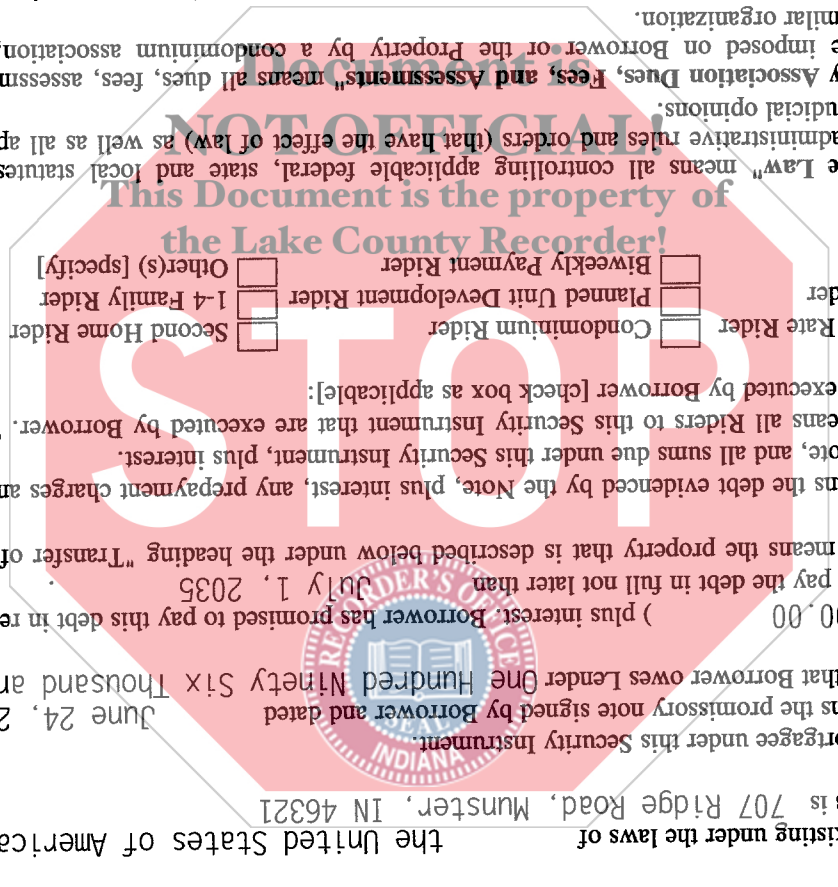 isting under the laws of the United States of America
s is 707 Ridge Road, Munster, IN 46321
ortgagee under this Security Instrument.
ns the promissory note signed by Borrower and dated June 24, 2
that Borrower owes Lender One Hundred Ninety Six Thousand an
00.00 ) plus interest. Borrower has promised to pay this debt in re
pay the debt in full not later than July 1, 2035 .
means the property that is described below under the heading "Transfer of
ns the debt evidenced by the Note, plus interest, any prepayment charges an
ote, and all sums due under this Security Instrument, plus interest.
eans all Riders to this Security Instrument that are executed by Borrower.
executed by Borrower [check box as applicable]:
Rate Rider Condominium Rider Second Home Rider
der Planned Unit Development Rider 1-4 Family Rider
Biweekly Payment Rider Other(s) [specify]
e Law" means all controlling applicable federal, state and local statutes
administrative rules and orders (that have the effect of law) as well as all ap
udicial opinions.
y Association Dues, Fees, and Assessments" means all dues, fees, assessm
e imposed on Borrower or the Property by a condominium association,
milar organization.
Document is
NOT OFFICIAL!
This Document is the property of
the Lake County Recorder!
STOP
RECORDER'S OFFICE
SEAL
INDIANA